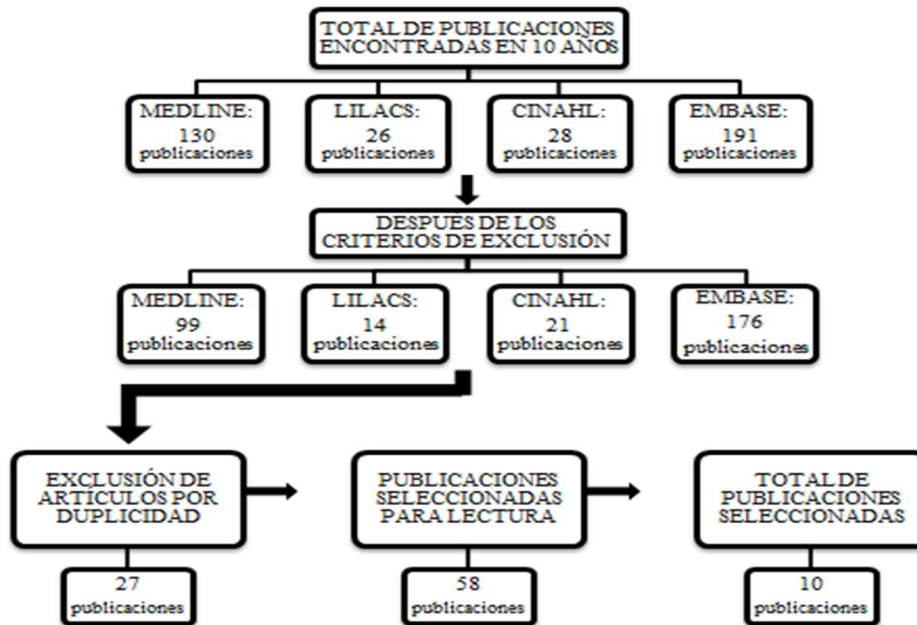 TOTAL DE PUBLICACIONES
ENCONTRADAS EN 10 AÑOS
MEDLINE:
130
publicaciones
LILACS:
26
publicaciones
CINAHL:
28
publicaciones
EMBASE:
191
publicaciones
DESPUÉS DE LOS
CRITERIOS DE EXCLUSIÓN
MEDLINE:
99
publicaciones
LILACS:
14
publicaciones
CINAHL:
21
publicaciones
EMBASE:
176
publicaciones
EXCLUSIÓN DE
ARTÍCULOS POR
DUPLICIDAD
27
publicaciones
PUBLICACIONES
SELECCIONADAS
PARA LECTURA
58
publicaciones
TOTAL DE
PUBLICACIONES
SELECCIONADAS
10
publicaciones